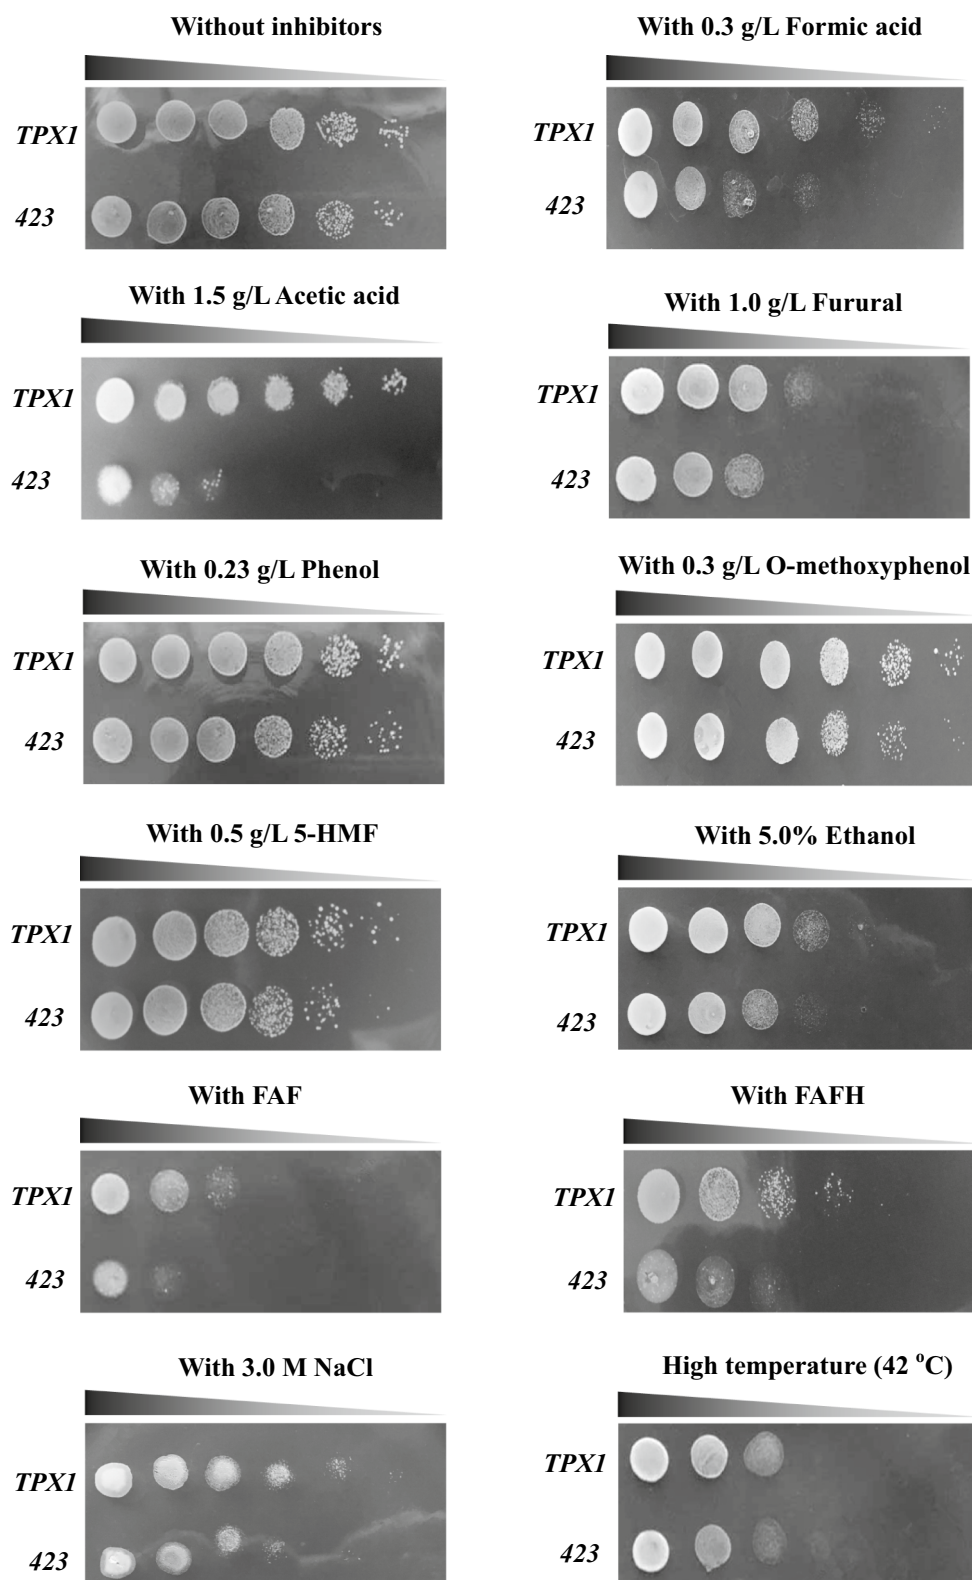 Without inhibitors
TPX1
423
With 0.3 g/L Formic acid
TPX1
423
With 1.5 g/L Acetic acid
TPX1
423
With 1.0 g/L Furural
TPX1
423
With 0.23 g/L Phenol
TPX1
423
With 0.3 g/L O-methoxyphenol
TPX1
423
With 0.5 g/L 5-HMF
TPX1
423
With 5.0% Ethanol
TPX1
423
With FAF
TPX1
423
With FAFH
TPX1
423
With 3.0 M NaCl
TPX1
423
High temperature (42 °C)
TPX1
423